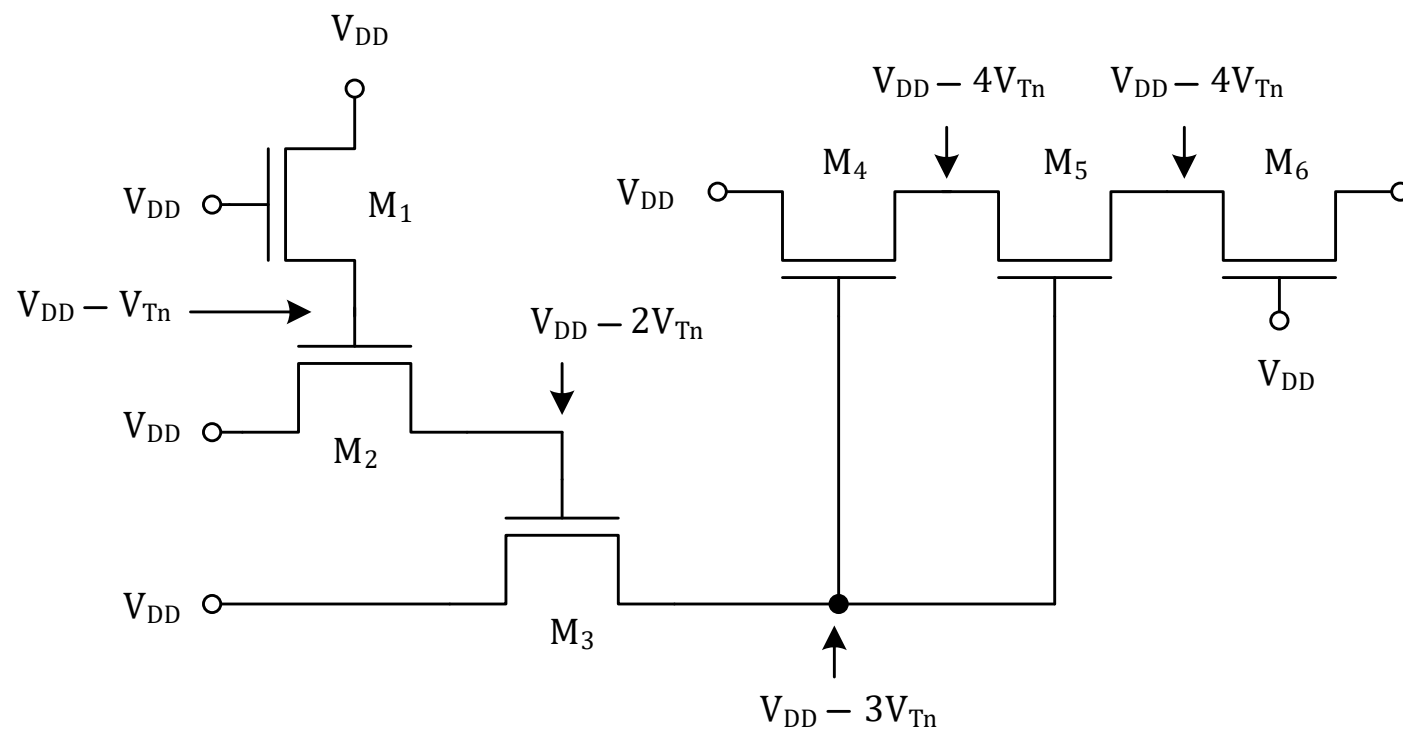 V_DD
V_DD – 4V_Tn
V_DD – 4V_Tn
M_4
M_5
M_6
V_DD
V_DD
M_1
V_DD – V_Tn
V_DD – 2V_Tn
V_DD
V_DD
M_2
V_DD
M_3
V_DD – 3V_Tn